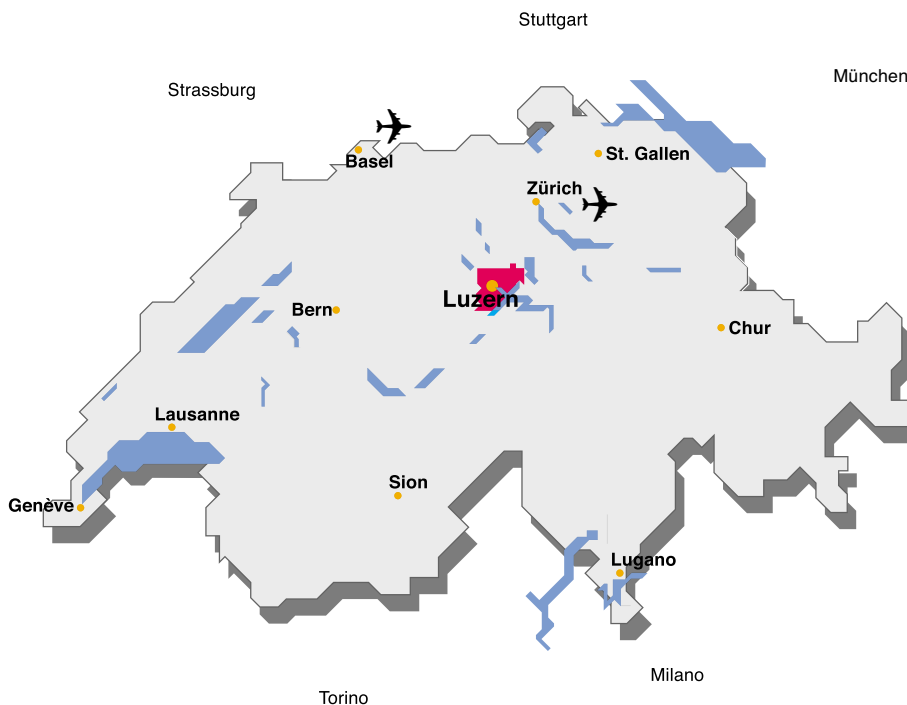 Stuttgart
München
Strassburg
Basel
St. Gallen
Zürich
Luzern
Bern
Chur
Lausanne
Sion
Genève
Lugano
Milano
Torino